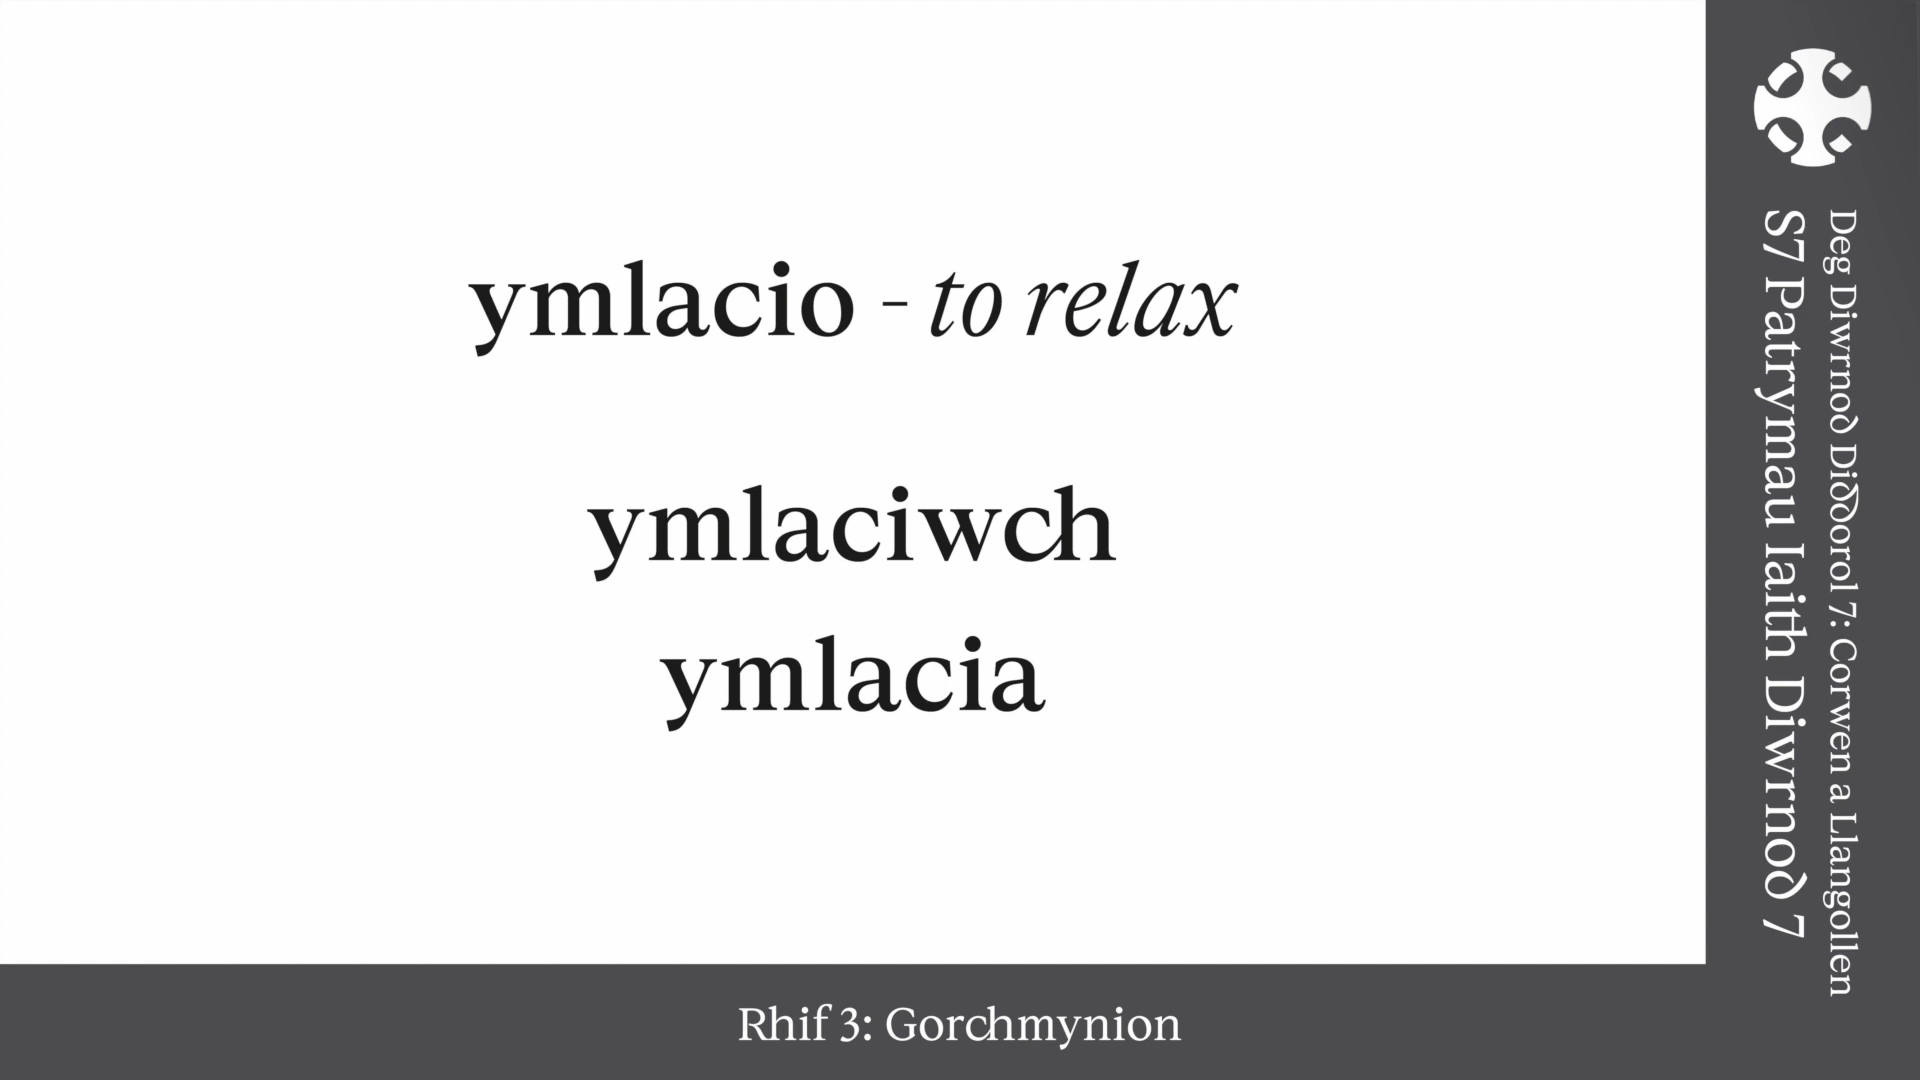 ymlacio - to relax
ymlaciwch
ymlacia
Rhif 3: Gorchmynion
Deg Diwrnod Diddorol 7: Corwen a Llangollen
S7 Patrymau Iaith Diwrnod 7